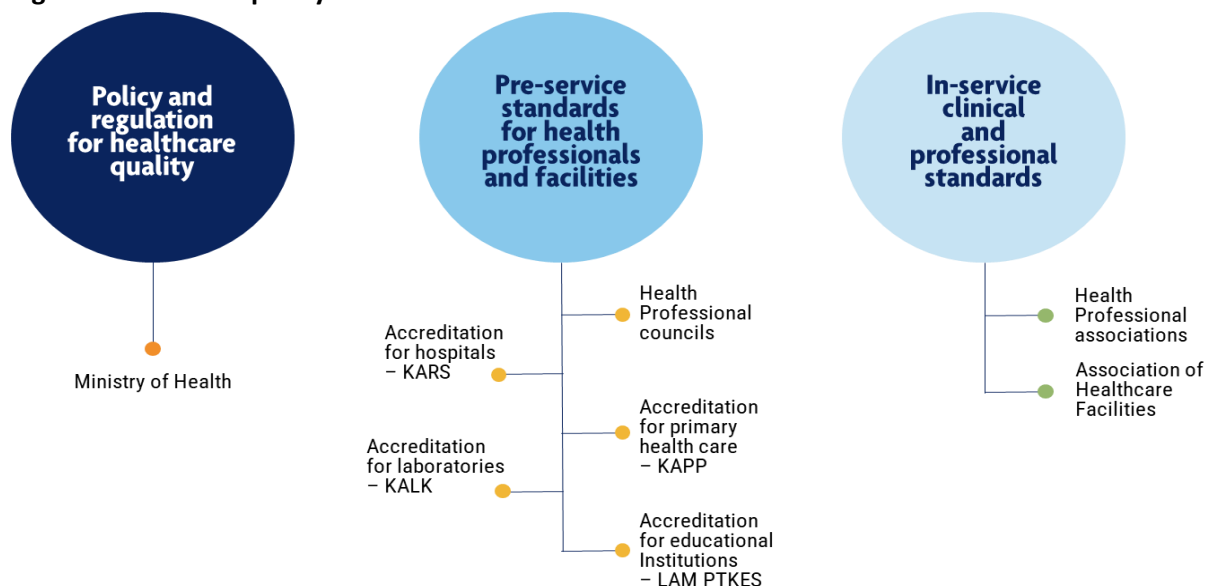 Policy and
regulation
for healthcare
quality
Ministry of Health
Pre-service
standards
for health
professionals
and facilities
Health
Professional
councils
Accreditation
for hospitals
– KARS
Accreditation
for primary
health care
– KAPP
Accreditation
for laboratories
– KALK
Accreditation
for educational
Institutions
– LAM PTKES
In-service
clinical
and
professional
standards
Health
Professional
associations
Association of
Healthcare
Facilities